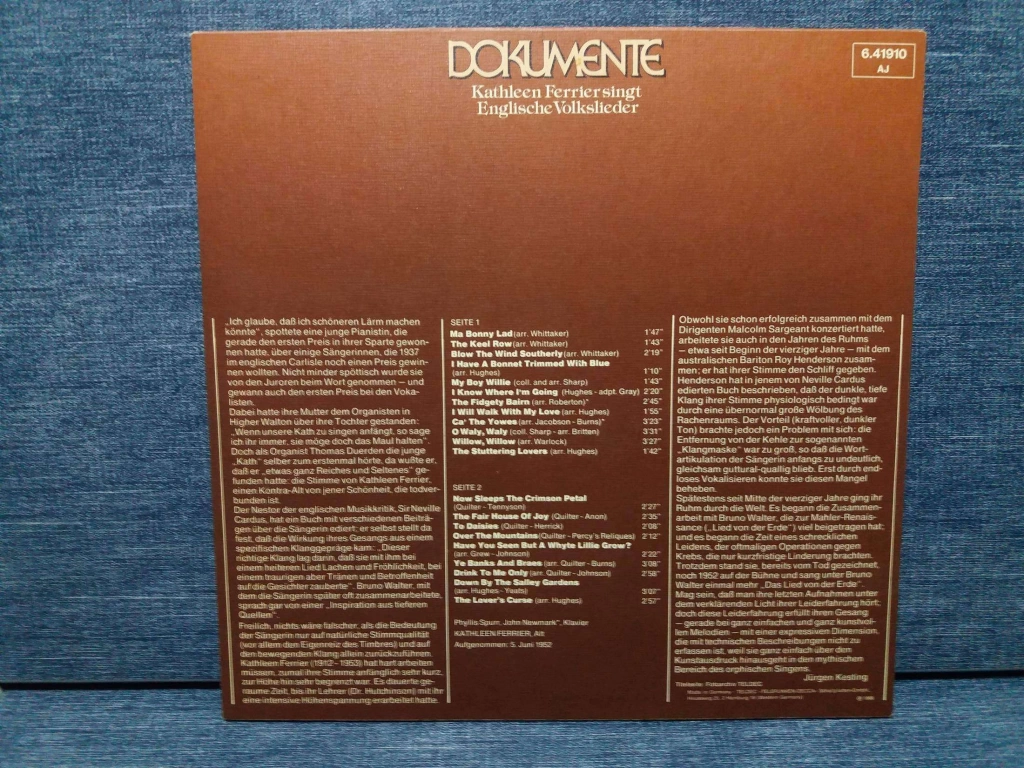 DOKUMENTE
Kathleen Ferrier singt
Englische Volkslieder
6.41910
AJ
„Ich glaube, daß ich schöneren Lärm machen
könnte", spottete eine junge Pianistin, die
gerade den ersten Preis in ihrer Sparte gewon-
nen hatte, über einige Sängerinnen, die 1937
im englischen Carlisle noch einen Preis gewin-
nen wollten. Nicht minder spöttisch wurde sie
von den Juroren beim Wort genommen – und
gewann auch den ersten Preis bei den Voka-
listen.
Dabei hatte ihre Mutter dem Organisten in
Higher Walton über ihre Tochter gestanden:
„Wenn unsere Kath zu singen anfängt, so sage
ich ihr immer, sie möge doch das Maul halten".
Doch als Organist Thomas Duerden die junge
„Kath" selber zum erstenmal hörte, da wußte er,
daß er „etwas ganz Reiches und Seltenes" ge-
funden hatte: die Stimme von Kathleen Ferrier,
einen Kontra-Alt von jener Schönheit, die todver-
bunden ist.
Der Nestor der englischen Musikkritik, Sir Neville
Cardus, hat ein Buch mit verschiedenen Beiträ-
gen über die Sängerin ediert; er selbst stellt da
fest, daß die Wirkung ihres Gesangs aus einem
spezifischen Klanggepräge kam: „Dieser
richtige Klang lag darin, daß sie mit ihm bei
einem heiteren Lied Lachen und Fröhlichkeit, bei
einem traurigen aber Tränen und Betroffenheit
auf die Gesichter zauberte". Bruno Walter, mit
dem die Sängerin später oft zusammenarbeitete,
sprach gar von einer „Inspiration aus tieferen
Quellen".
Freilich, nichts wäre falscher, als die Bedeutung
der Sängerin nur auf natürliche Stimmqualität
(vor allem den Eigenreiz des Timbres) und auf
den bewegenden Klang allein zurückzuführen.
Kathleen Ferrier (1912 – 1953) hat hart arbeiten
müssen, zumal ihre Stimme anfänglich sehr kurz,
zur Höhe hin sehr begrenzt war. Es dauerte ge-
raume Zeit, bis ihr Lehrer (Dr. Hutchinson) mit ihr
eine intensive Höhenspannung erarbeitet hatte.
SEITE 1
Ma Bonny Lad (arr. Whittaker) 1'47"
The Keel Row (arr. Whittaker) 1'43"
Blow The Wind Southerly (arr. Whittaker) 2'19"
I Have A Bonnet Trimmed With Blue
(arr. Hughes) 1'10"
My Boy Willie (coll. and arr. Sharp) 1'43"
I Know Where I'm Going (Hughes - adpt. Gray) 2'20"
The Fidgety Bairn (arr. Roberton)* 2'45"
I Will Walk With My Love (arr. Hughes) 1'55"
Ca' The Yowes (arr. Jacobson - Burns)* 3'23"
O Waly, Waly (coll. Sharp - arr. Britten) 3'31"
Willow, Willow (arr. Warlock) 3'27"
The Stuttering Lovers (arr. Hughes) 1'42"
SEITE 2
Now Sleeps The Crimson Petal
(Quilter - Tennyson) 2'27"
The Fair House Of Joy (Quilter - Anon) 2'35"
To Daisies (Quilter - Herrick) 2'08"
Over The Mountains (Quilter - Percy's Reliques) 2'12"
Have You Seen But A Whyte Lillie Grow?
(arr. Grew - Johnson) 2'22"
Ye Banks And Braes (arr. Quilter - Burns) 3'08"
Drink To Me Only (arr. Quilter - Johnson) 2'58"
Down By The Salley Gardens
(arr. Hughes - Yeats) 3'07"
The Lover's Curse (arr. Hughes) 2'57"
Phyllis Spurr, John Newmark*, Klavier
KATHLEEN FERRIER, Alt
Aufgenommen: 5. Juni 1952
Obwohl sie schon erfolgreich zusammen mit dem
Dirigenten Malcolm Sargeant konzertiert hatte,
arbeitete sie auch in den Jahren des Ruhms
– etwa seit Beginn der vierziger Jahre – mit dem
australischen Bariton Roy Henderson zusam-
men; er hat ihrer Stimme den Schliff gegeben.
Henderson hat in jenem von Neville Cardus
edierten Buch beschrieben, daß der dunkle, tiefe
Klang ihrer Stimme physiologisch bedingt war
durch eine übernormal große Wölbung des
Rachenraums. Der Vorteil (kraftvoller, dunkler
Ton) brachte jedoch ein Problem mit sich: die
Entfernung von der Kehle zur sogenannten
„Klangmaske" war zu groß, so daß die Wort-
artikulation der Sängerin anfangs zu undeutlich,
gleichsam guttural-quallig blieb. Erst durch end-
loses Vokalisieren konnte sie diesen Mangel
beheben.
Spätestens seit Mitte der vierziger Jahre ging ihr
Ruhm durch die Welt. Es begann die Zusammen-
arbeit mit Bruno Walter, die zur Mahler-Renais-
sance („Lied von der Erde") viel beigetragen hat;
und es begann die Zeit eines schrecklichen
Leidens, der oftmaligen Operationen gegen
Krebs, die nur kurzfristige Linderung brachten.
Trotzdem stand sie, bereits vom Tod gezeichnet,
noch 1952 auf der Bühne und sang unter Bruno
Walter einmal mehr „Das Lied von der Erde".
Mag sein, daß man ihre letzten Aufnahmen unter
dem verklärenden Licht ihrer Leiderfahrung hört;
doch diese Leiderfahrung erfüllt ihren Gesang
– gerade bei ganz einfachen und ganz kunstvol-
len Melodien – mit einer expressiven Dimension,
die mit technischen Beschreibungen nicht zu
erfassen ist, weil sie ganz einfach über den
Kunstausdruck hinausgeht in den mythischen
Bereich des orphischen Singens.
Jürgen Kesting
Titelseite: Fotoarchiv TELDEC
Made in Germany · TELDEC »TELEFUNKEN-DECCA«